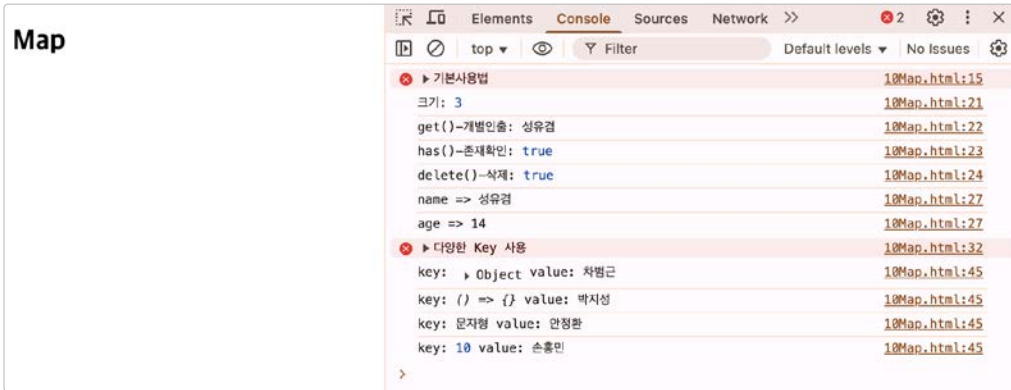 Map
Elements Console Sources Network >> 2
top ▾ Filter Default levels ▾ No Issues
▸ 기본사용법 10Map.html:15
크기: 3 10Map.html:21
get()-개별인출: 성유겸 10Map.html:22
has()-존재확인: true 10Map.html:23
delete()-삭제: true 10Map.html:24
name => 성유겸 10Map.html:27
age => 14 10Map.html:27
▸ 다양한 Key 사용 10Map.html:32
key: ▸ Object value: 차범근 10Map.html:45
key: () => {} value: 박지성 10Map.html:45
key: 문자형 value: 안정환 10Map.html:45
key: 10 value: 손흥민 10Map.html:45
>